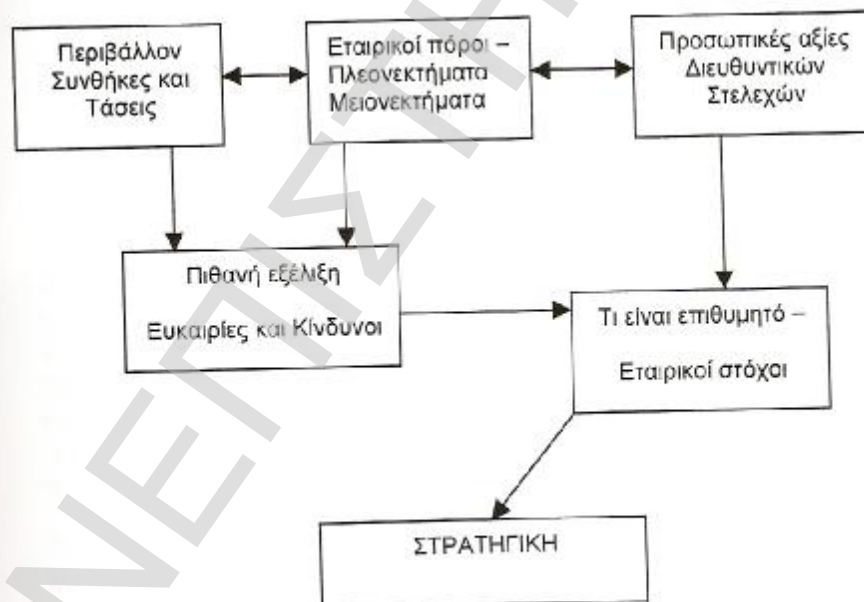 Περιβάλλον
Συνθήκες και
Τάσεις
Εταιρικοί πόροι –
Πλεονεκτήματα
Μειονεκτήματα
Προσωπικές αξίες
Διευθυντικών
Στελεχών
Πιθανή εξέλιξη
Ευκαιρίες και Κίνδυνοι
Τι είναι επιθυμητό –
Εταιρικοί στόχοι
ΣΤΡΑΤΗΓΙΚΗ